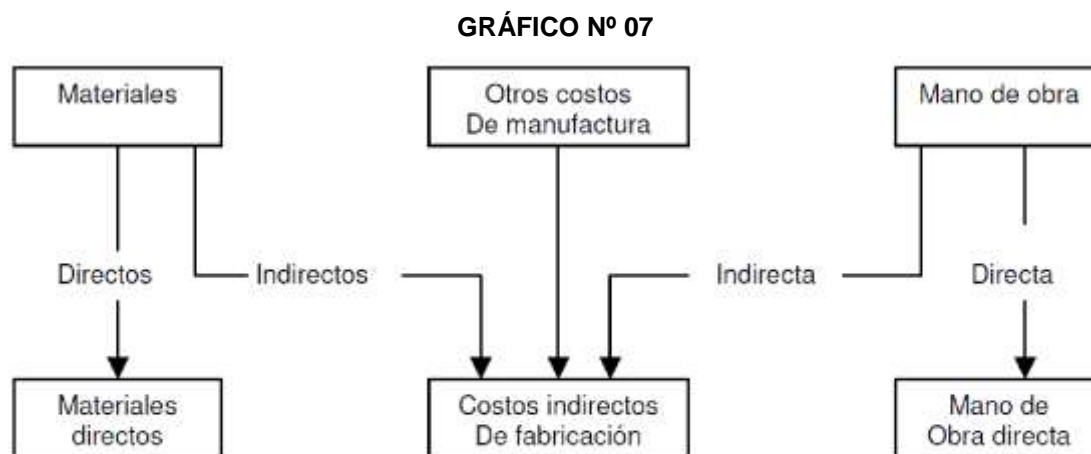 GRÁFICO Nº 07
Materiales
Otros costos
De manufactura
Mano de obra
Directos
Indirectos
Indirecta
Directa
Materiales
directos
Costos indirectos
De fabricación
Mano de
Obra directa